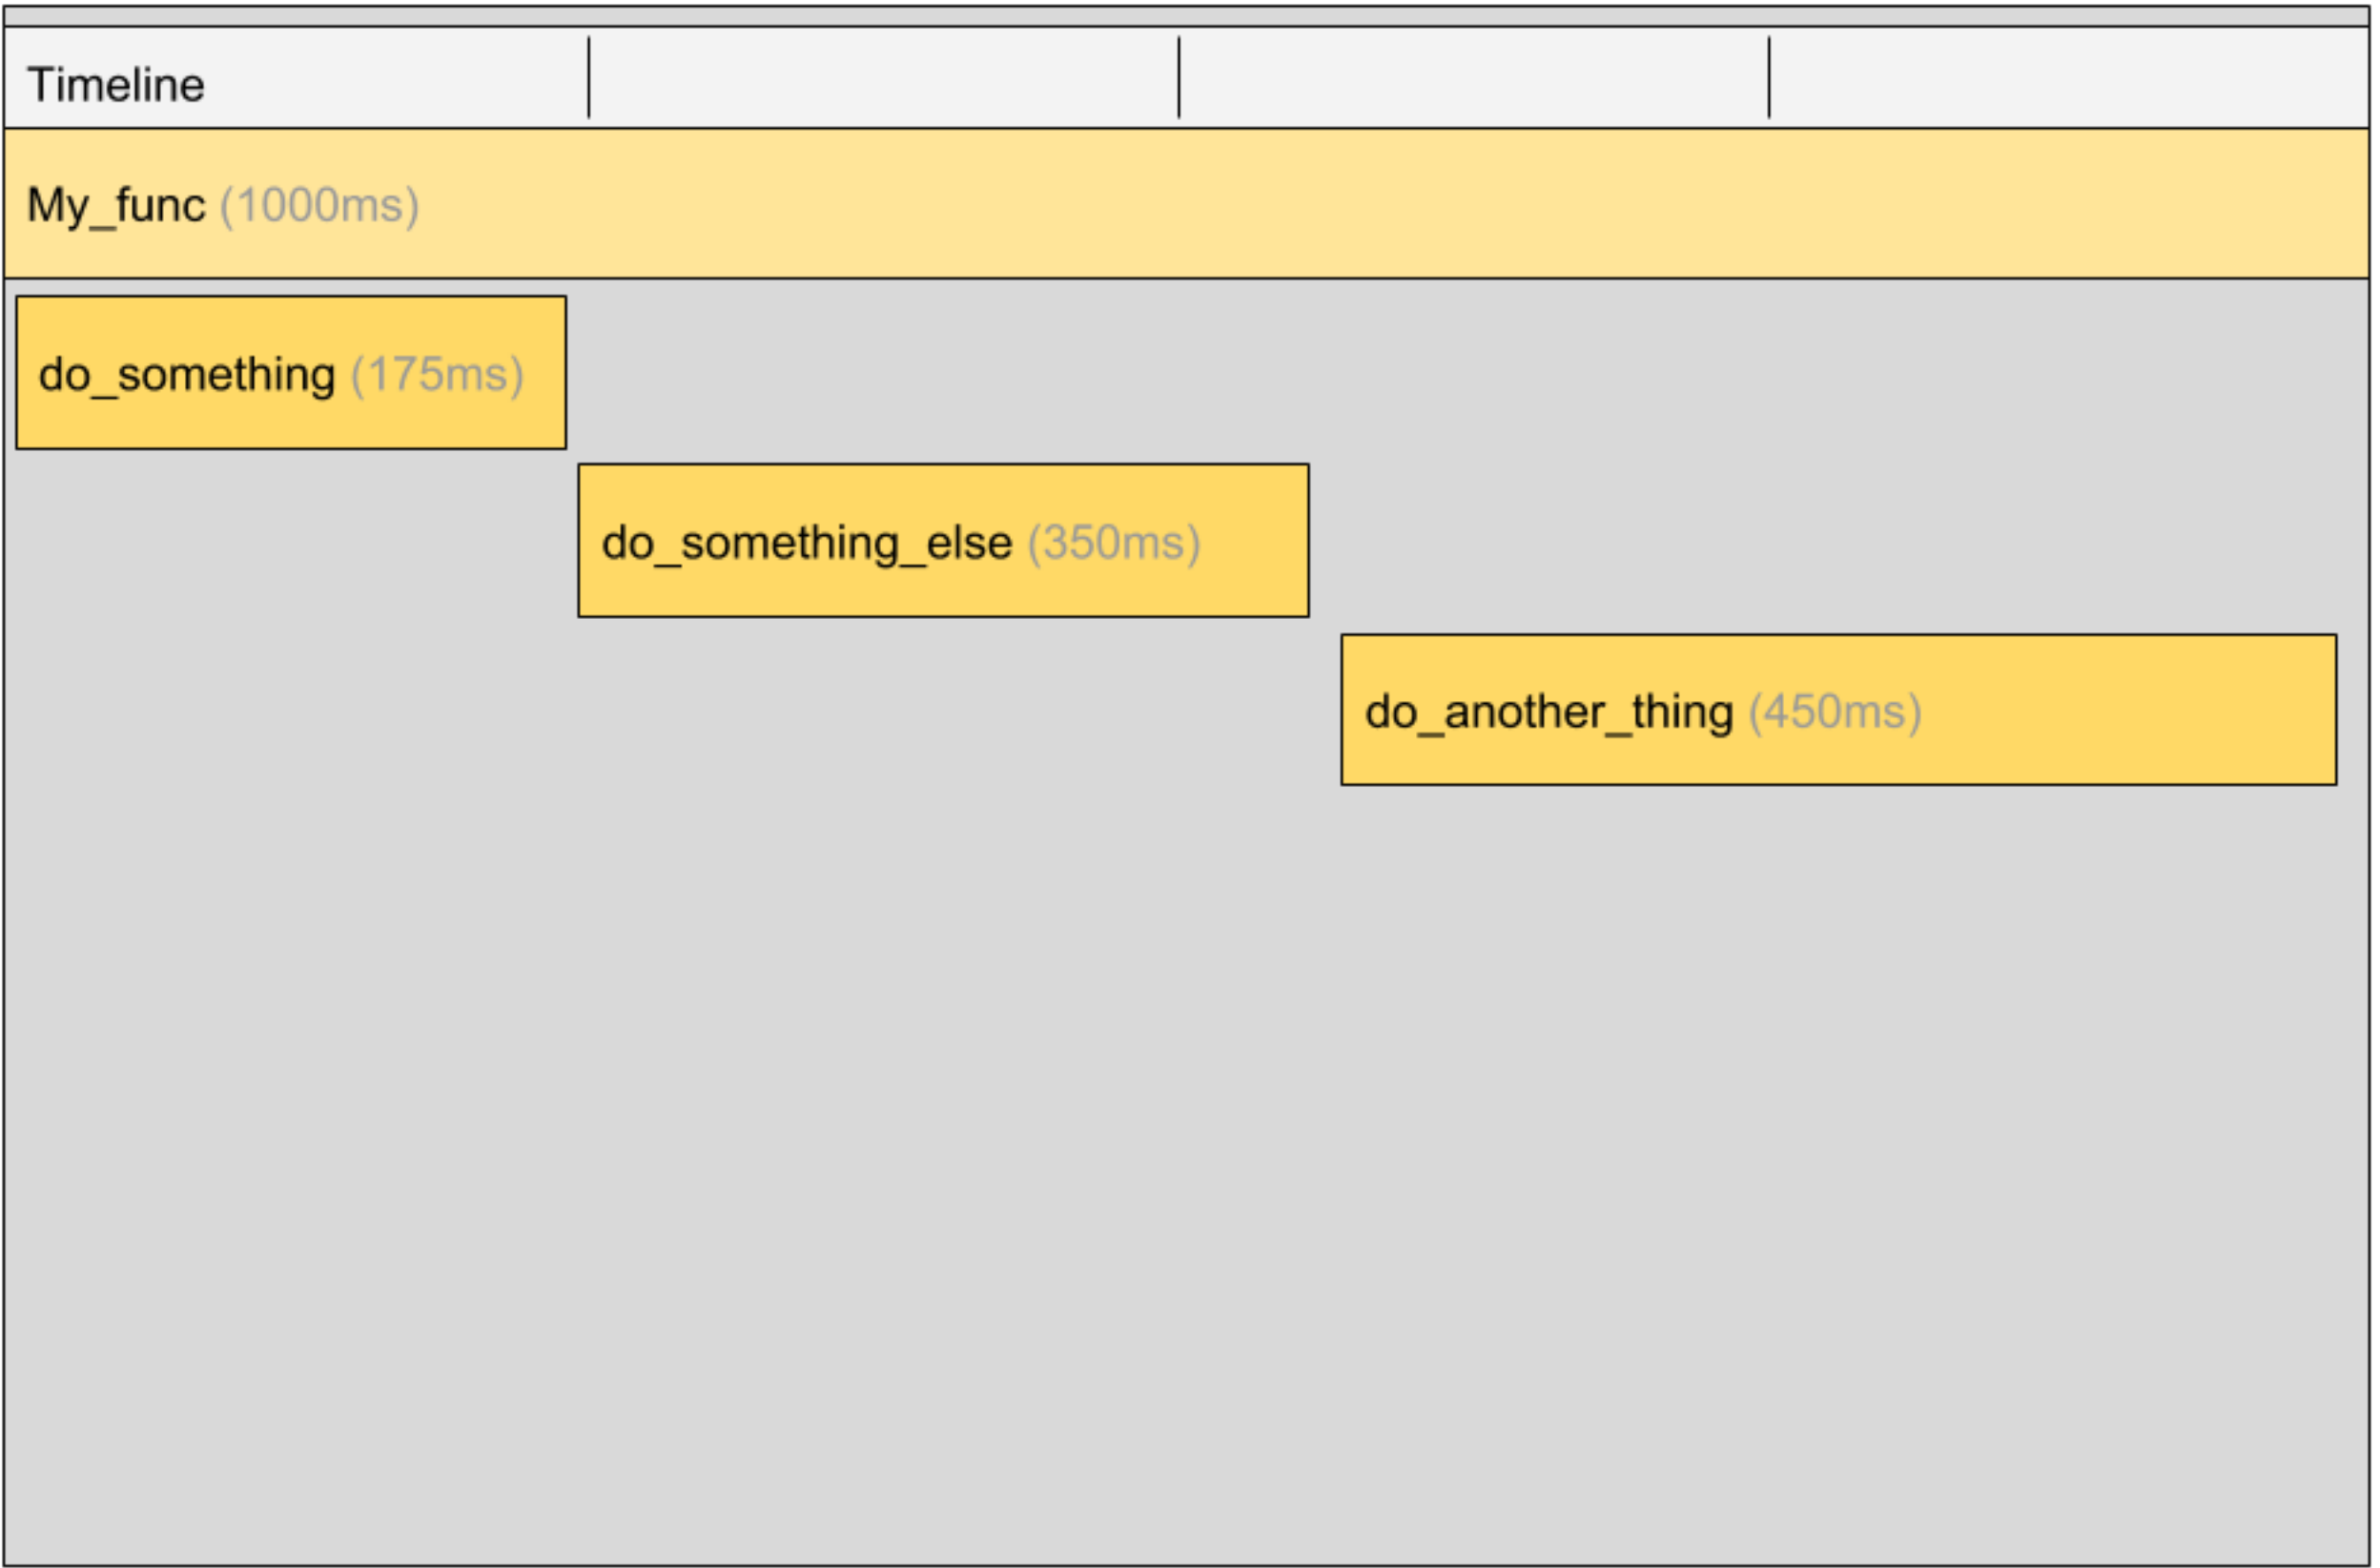 Timeline
My_func (1000ms)
do_something (175ms)
do_something_else (350ms)
do_another_thing (450ms)